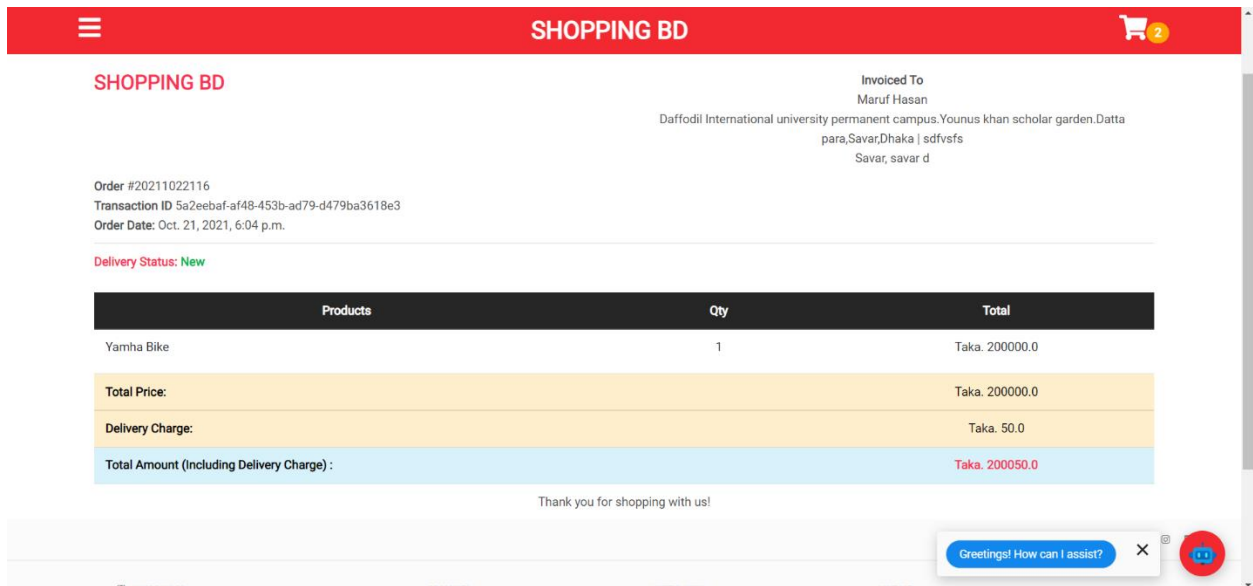 SHOPPING BD
2
SHOPPING BD
Invoiced To
Maruf Hasan
Daffodil International university permanent campus.Younus khan scholar garden.Datta
para,Savar,Dhaka | sdfvsfs
Savar, savar d
Order #20211022116
Transaction ID 5a2eebaf-af48-453b-ad79-d479ba3618e3
Order Date: Oct. 21, 2021, 6:04 p.m.
Delivery Status: New
Products Qty Total
Yamha Bike 1 Taka. 200000.0
Total Price: Taka. 200000.0
Delivery Charge: Taka. 50.0
Total Amount (Including Delivery Charge) : Taka. 200050.0
Thank you for shopping with us!
Greetings! How can I assist? ×